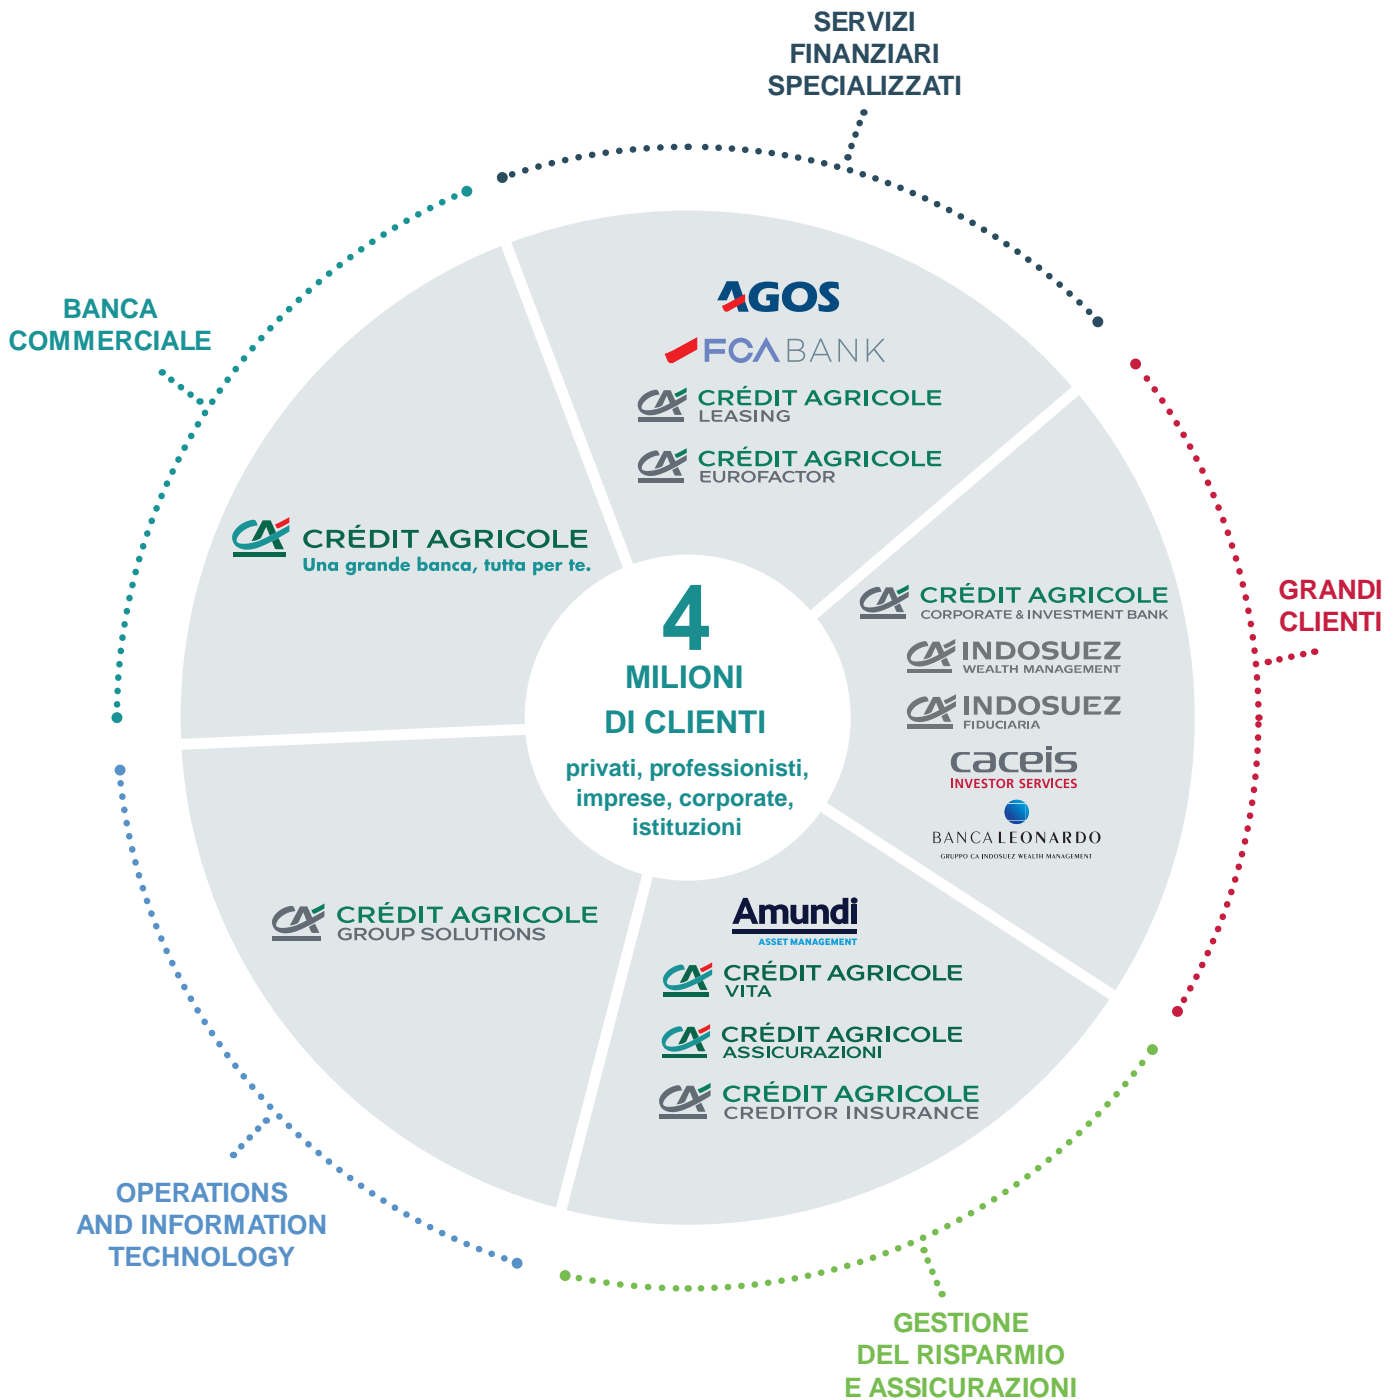 SERVIZI
FINANZIARI
SPECIALIZZATI
BANCA
COMMERCIALE
AGOS
FCA BANK
CRÉDIT AGRICOLE
LEASING
CRÉDIT AGRICOLE
EUROFACTOR
CRÉDIT AGRICOLE
Una grande banca, tutta per te.
GRANDI
CLIENTI
CRÉDIT AGRICOLE
CORPORATE & INVESTMENT BANK
INDOSUEZ
WEALTH MANAGEMENT
INDOSUEZ
FIDUCIARIA
caceis
INVESTOR SERVICES
BANCA LEONARDO
GRUPPO CA INDOSUEZ WEALTH MANAGEMENT
4
MILIONI
DI CLIENTI
privati, professionisti,
imprese, corporate,
istituzioni
CRÉDIT AGRICOLE
GROUP SOLUTIONS
Amundi
ASSET MANAGEMENT
CRÉDIT AGRICOLE
VITA
CRÉDIT AGRICOLE
ASSICURAZIONI
CRÉDIT AGRICOLE
CREDITOR INSURANCE
OPERATIONS
AND INFORMATION
TECHNOLOGY
GESTIONE
DEL RISPARMIO
E ASSICURAZIONI